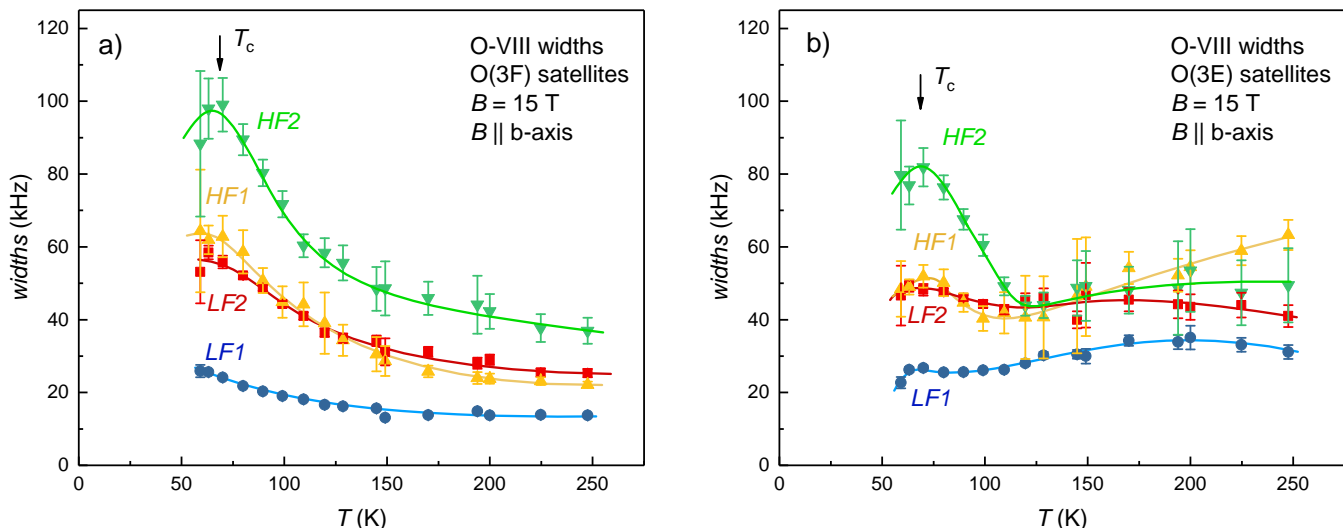 a)
T_c
O-VIII widths
O(3F) satellites
B = 15 T
B || b-axis
HF2
HF1
LF2
LF1
widths (kHz)
120
100
80
60
40
20
0
0 50 100 150 200 250
T (K)
b)
T_c
O-VIII widths
O(3E) satellites
B = 15 T
B || b-axis
HF2
HF1
LF2
LF1
widths (kHz)
120
100
80
60
40
20
0
0 50 100 150 200 250
T (K)